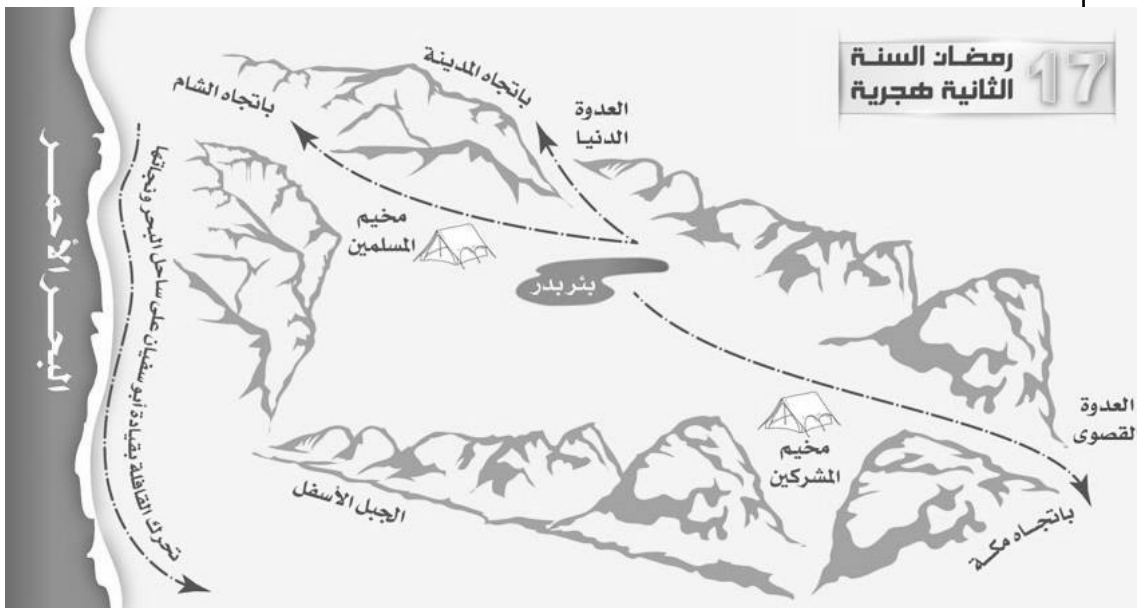 17
رمضان السنة
الثانية هجرية
العدوة
الدنيا
باتجاه المدينة
باتجاه الشام
مخيم
المسلمين
بئر بدر
البحر الأحمر
تحرك القافلة بقيادة أبو سفيان على ساحل البحر ونجاتها
العدوة
لقصوى
مخيم
المشركين
الجبل الأسفل
باتجاه مكة